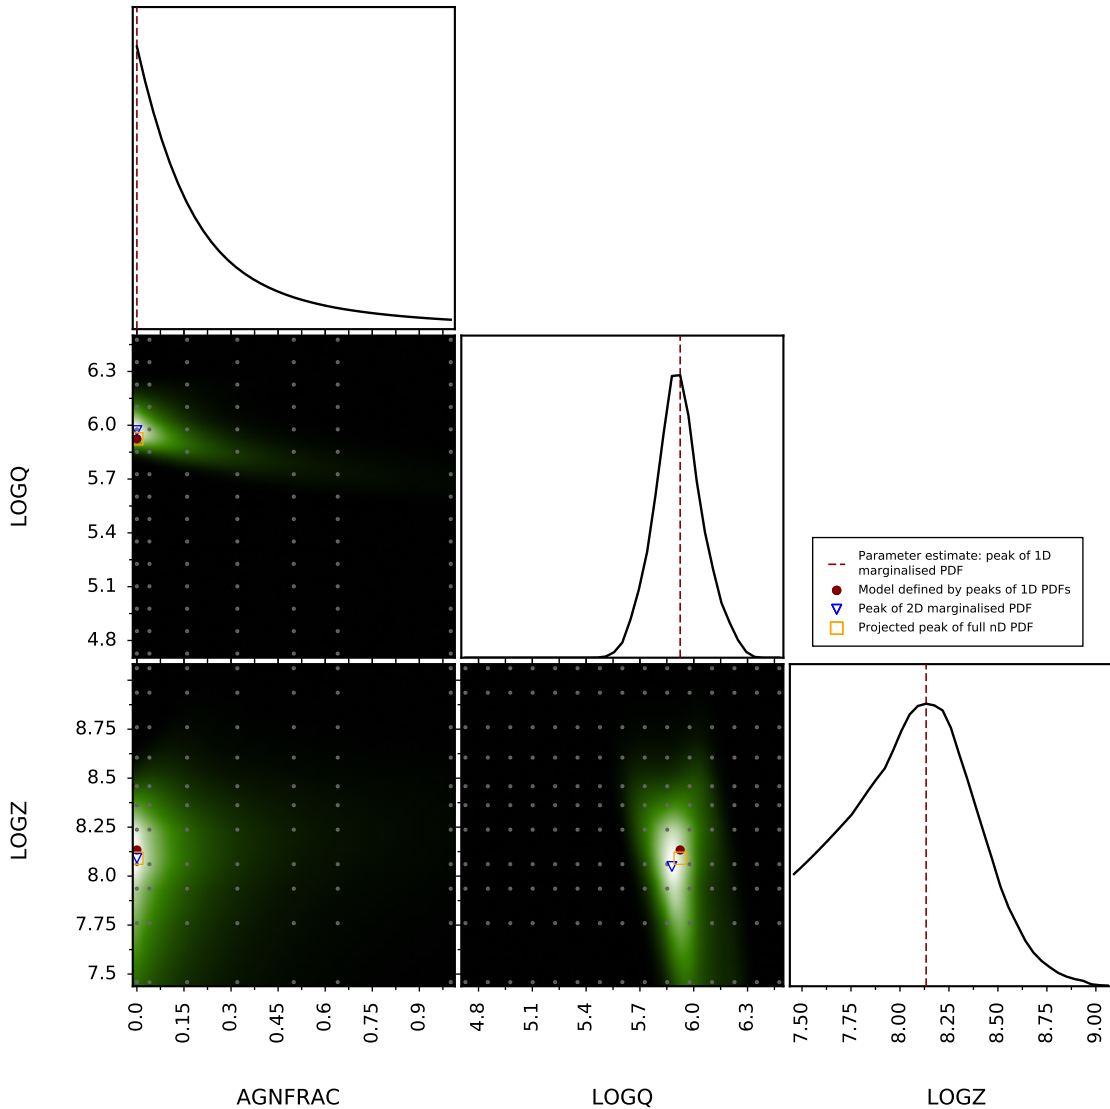 6.3
6.0
5.7
5.4
5.1
4.8
LOGQ
Parameter estimate: peak of 1D
marginalised PDF
Model defined by peaks of 1D PDFs
Peak of 2D marginalised PDF
Projected peak of full nD PDF
8.75
8.5
8.25
8.0
7.75
7.5
LOGZ
0.0 0.15 0.3 0.45 0.6 0.75 0.9
4.8 5.1 5.4 5.7 6.0 6.3
7.50 7.75 8.00 8.25 8.50 8.75 9.00
AGNFRAC
LOGQ
LOGZ